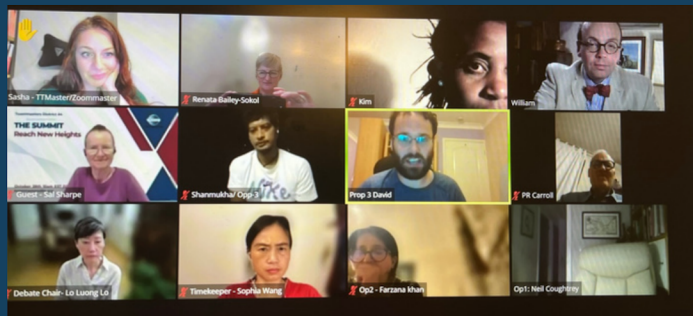 Sasha - TTMaster/Zoommaster
Renata Bailey-Sokol
Kim
William
THE SUMMIT
Reach New Heights
Guest - Sal Sharpe
Shanmukha/ Opp-3
Prop 3 David
PR Carroll
Debate Chair- Lo Luong Lo
Timekeeper - Sophia Wang
Op2 - Farzana khan
Op1: Neil Coughtrey